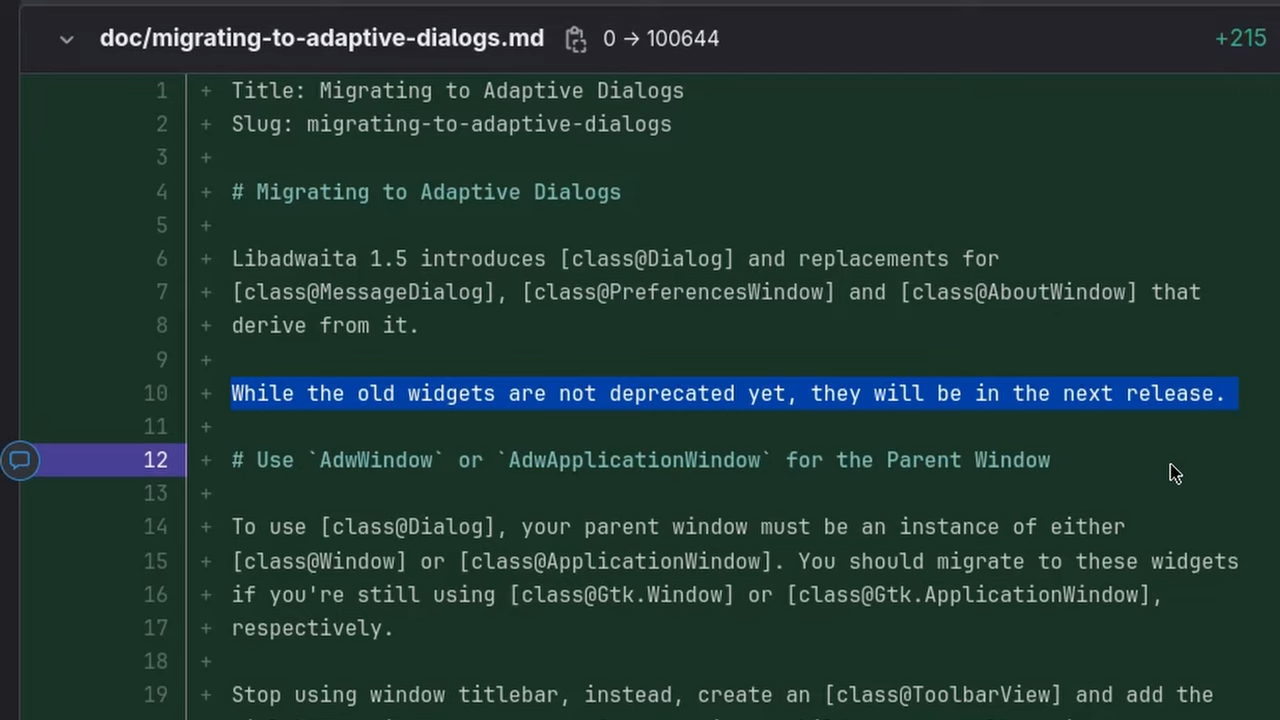 doc/migrating-to-adaptive-dialogs.md 0 → 100644 +215
1 + Title: Migrating to Adaptive Dialogs
2 + Slug: migrating-to-adaptive-dialogs
3 +
4 + # Migrating to Adaptive Dialogs
5 +
6 + Libadwaita 1.5 introduces [class@Dialog] and replacements for
7 + [class@MessageDialog], [class@PreferencesWindow] and [class@AboutWindow] that
8 + derive from it.
9 +
10 + While the old widgets are not deprecated yet, they will be in the next release.
11 +
12 + # Use `AdwWindow` or `AdwApplicationWindow` for the Parent Window
13 +
14 + To use [class@Dialog], your parent window must be an instance of either
15 + [class@Window] or [class@ApplicationWindow]. You should migrate to these widgets
16 + if you're still using [class@Gtk.Window] or [class@Gtk.ApplicationWindow],
17 + respectively.
18 +
19 + Stop using window titlebar, instead, create an [class@ToolbarView] and add the